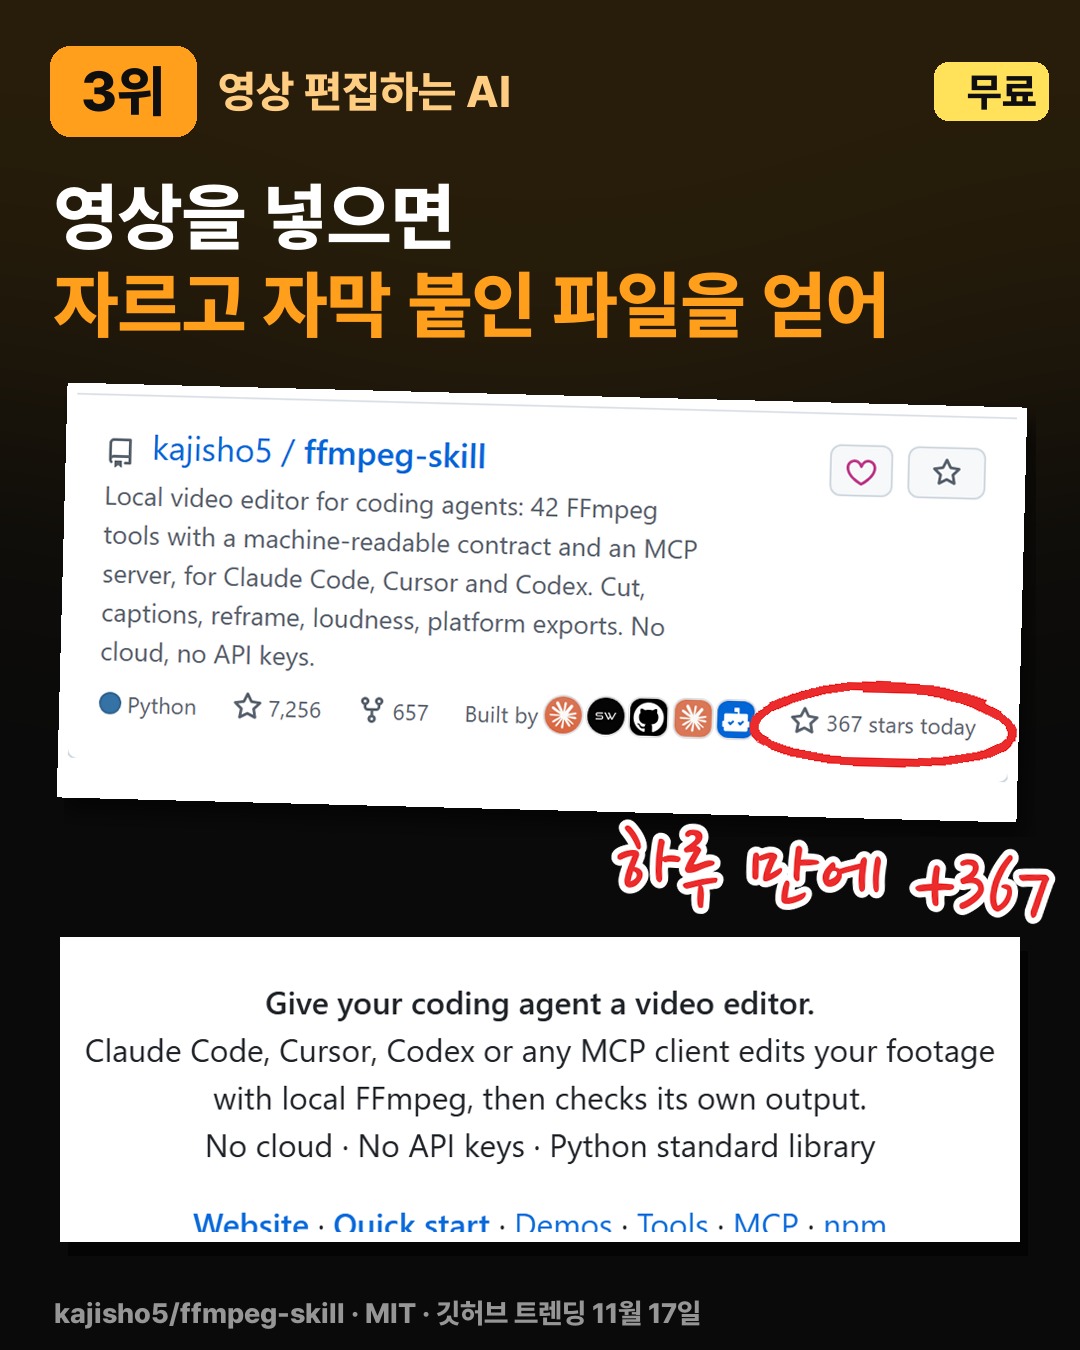 3위
영상 편집하는 AI
무료
영상을 넣으면
자르고 자막 붙인 파일을 얻어
kajisho5 / ffmpeg-skill
Local video editor for coding agents: 42 FFmpeg
tools with a machine-readable contract and an MCP
server, for Claude Code, Cursor and Codex. Cut,
captions, reframe, loudness, platform exports. No
cloud, no API keys.
Python 7,256 657 Built by SW 367 stars today
하루 만에 +367
Give your coding agent a video editor.
Claude Code, Cursor, Codex or any MCP client edits your footage
with local FFmpeg, then checks its own output.
No cloud · No API keys · Python standard library
Website · Quick start · Demos · Tools · MCP · npm
kajisho5/ffmpeg-skill · MIT · 깃허브 트렌딩 11월 17일